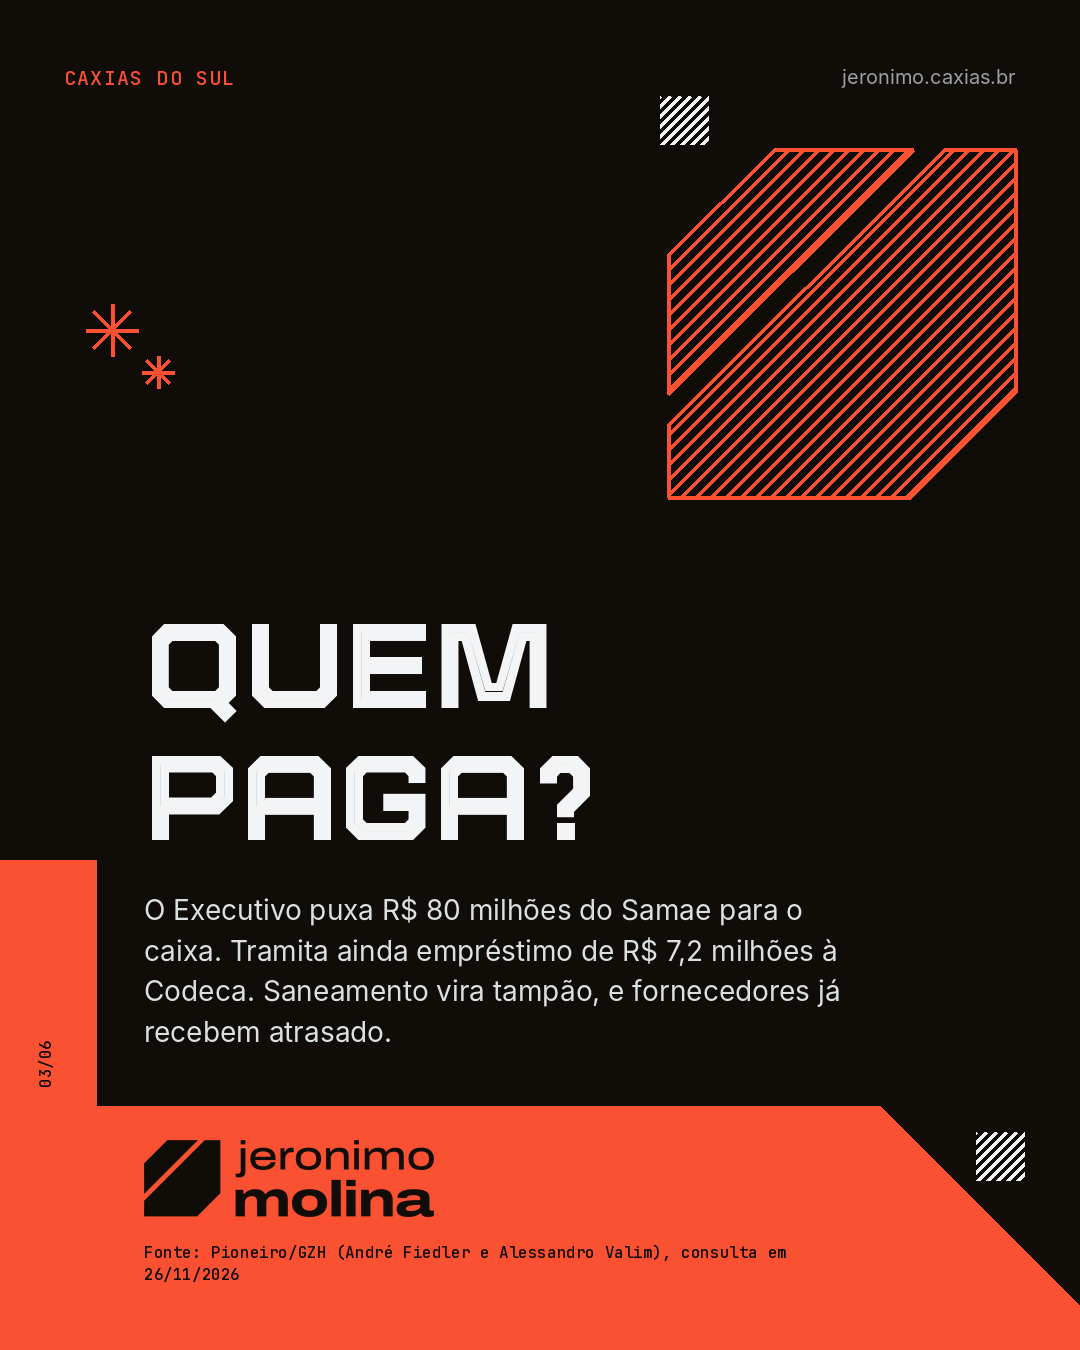 CAXIAS DO SUL
jeronimo.caxias.br
QUEM
PAGA?
O Executivo puxa R$ 80 milhões do Samae para o
caixa. Tramita ainda empréstimo de R$ 7,2 milhões à
Codeca. Saneamento vira tampão, e fornecedores já
recebem atrasado.
03/06
jeronimo
molina
Fonte: Pioneiro/GZH (André Fiedler e Alessandro Valim), consulta em
26/11/2026